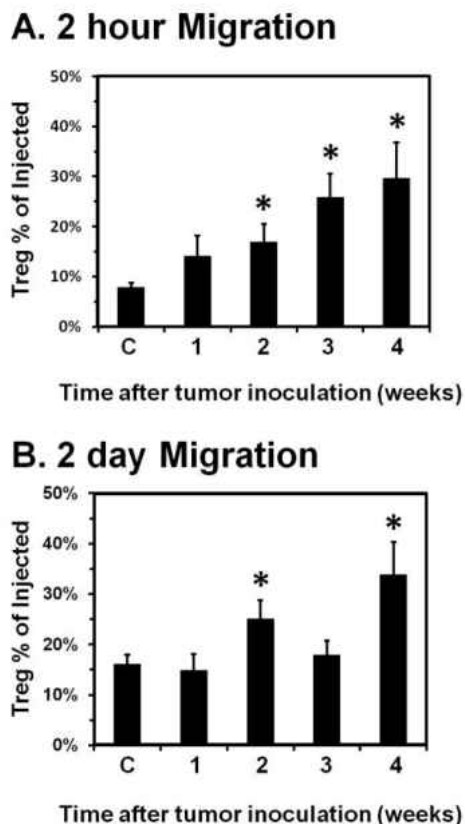 A. 2 hour Migration
50%
40%
30%
20%
10%
0%
Treg % of Injected
*
*
*
C 1 2 3 4
Time after tumor inoculation (weeks)
B. 2 day Migration
50%
40%
30%
20%
10%
0%
Treg % of Injected
*
*
C 1 2 3 4
Time after tumor inoculation (weeks)